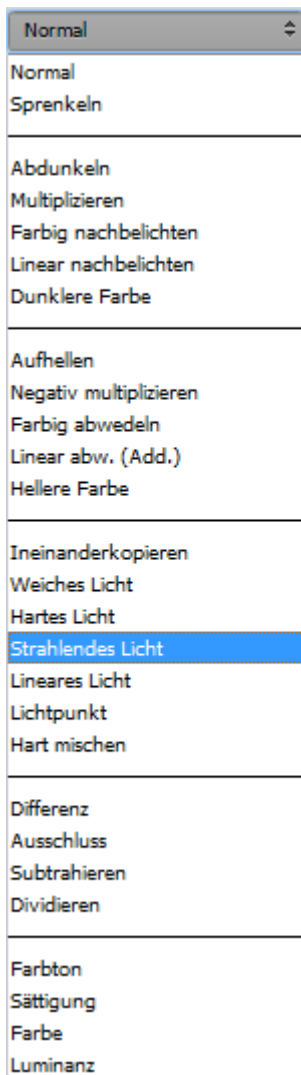 Normal
Normal
Sprenkeln
Abdunkeln
Multiplizieren
Farbig nachbelichten
Linear nachbelichten
Dunklere Farbe
Aufhellen
Negativ multiplizieren
Farbig abwedeln
Linear abw. (Add.)
Hellere Farbe
Ineinanderkopieren
Weiches Licht
Hartes Licht
Strahlendes Licht
Lineares Licht
Lichtpunkt
Hart mischen
Differenz
Ausschluss
Subtrahieren
Dividieren
Farbton
Sättigung
Farbe
Luminanz